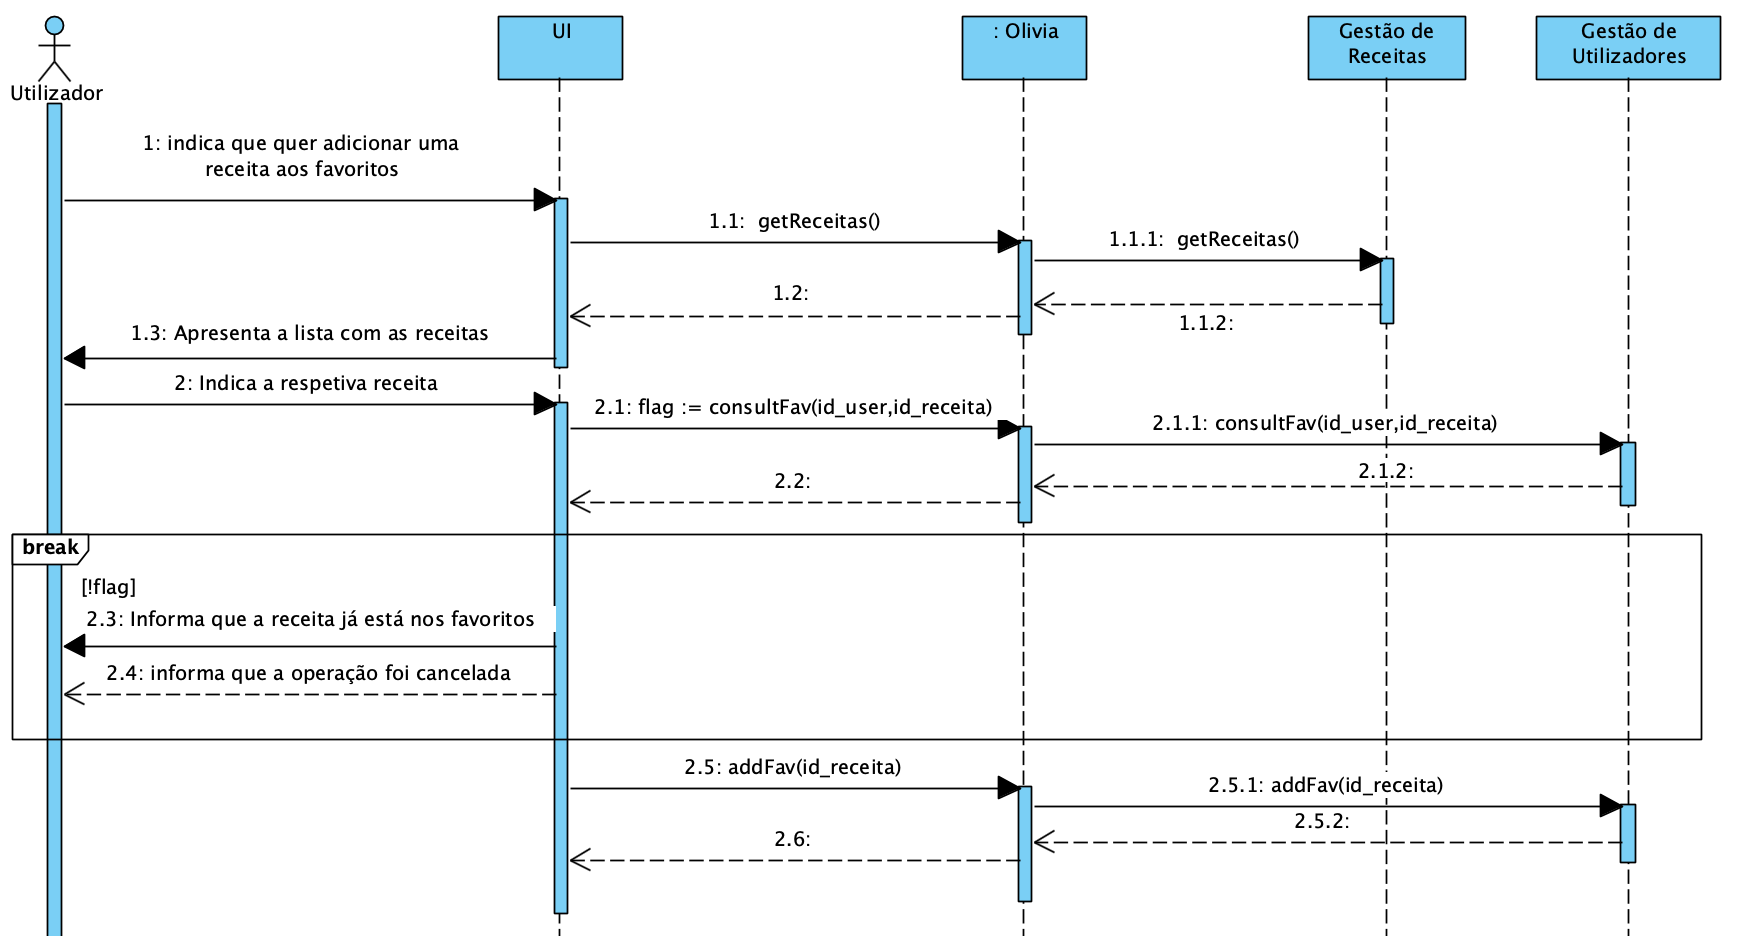 Utilizador
UI
: Olivia
Gestão de
Receitas
Gestão de
Utilizadores
1: indica que quer adicionar uma
receita aos favoritos
1.1:  getReceitas()
1.1.1:  getReceitas()
1.2:
1.1.2:
1.3: Apresenta a lista com as receitas
2: Indica a respetiva receita
2.1: flag := consultFav(id_user,id_receita)
2.1.1: consultFav(id_user,id_receita)
2.1.2:
2.2:
break
[!flag]
2.3: Informa que a receita já está nos favoritos
2.4: informa que a operação foi cancelada
2.5: addFav(id_receita)
2.5.1: addFav(id_receita)
2.5.2:
2.6: